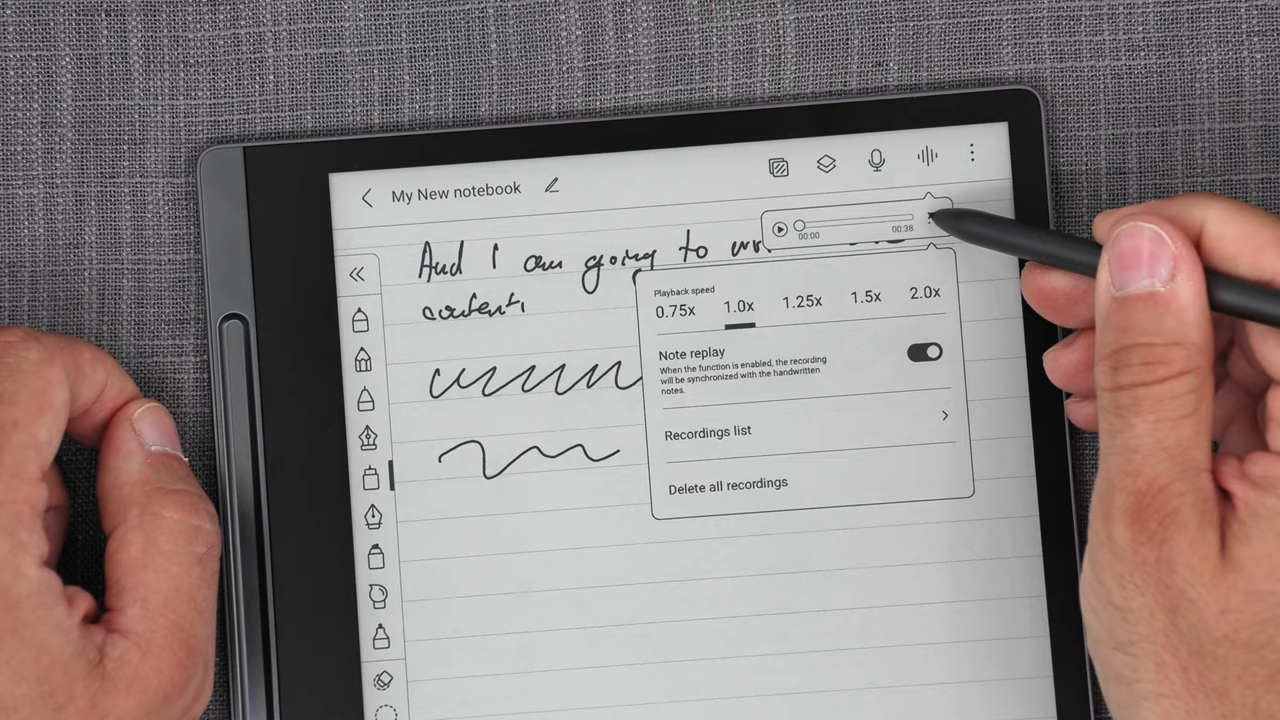 My New notebook
00:00
00:38
And I am going to
content,
Playback speed
0.75x 1.0x 1.25x 1.5x 2.0x
Note replay
When the function is enabled, the recording
will be synchronized with the handwritten
notes.
Recordings list
Delete all recordings